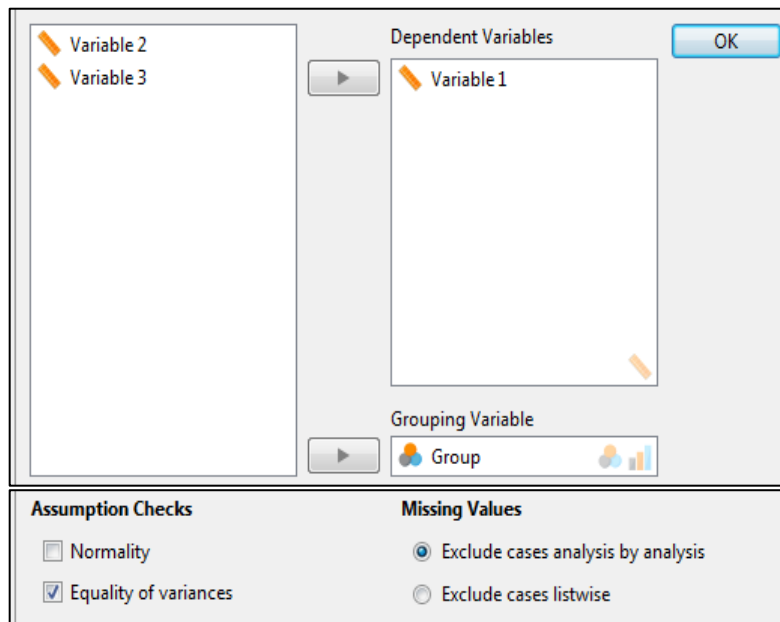 Variable 2
Variable 3
Dependent Variables
Variable 1
OK
Grouping Variable
Group
Assumption Checks
Normality
Equality of variances
Missing Values
Exclude cases analysis by analysis
Exclude cases listwise